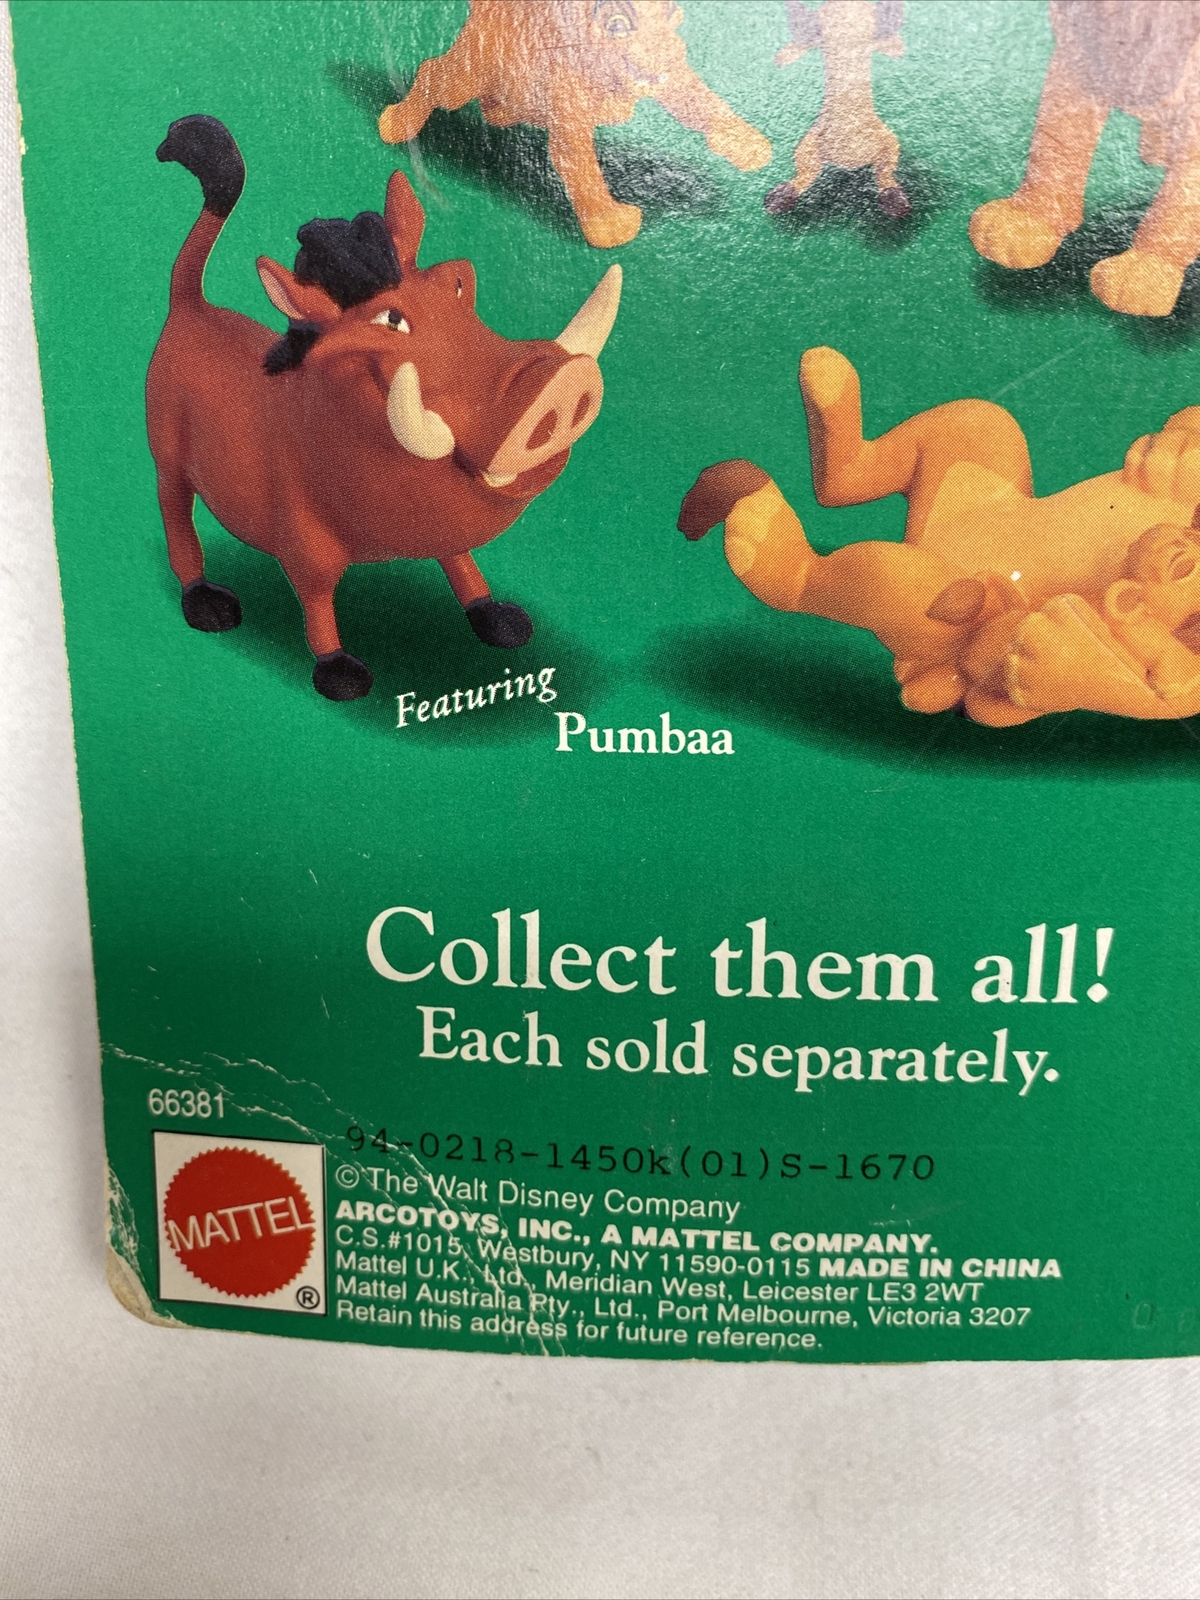 Featuring
Pumbaa
Collect them all!
Each sold separately.
66381
94-0218-1450k(01)S-1670
MATTEL
®
© The Walt Disney Company
ARCOTOYS, INC., A MATTEL COMPANY.
C.S.#1015, Westbury, NY 11590-0115 MADE IN CHINA
Mattel U.K., Ltd., Meridian West, Leicester LE3 2WT
Mattel Australia Pty., Ltd., Port Melbourne, Victoria 3207
Retain this address for future reference.